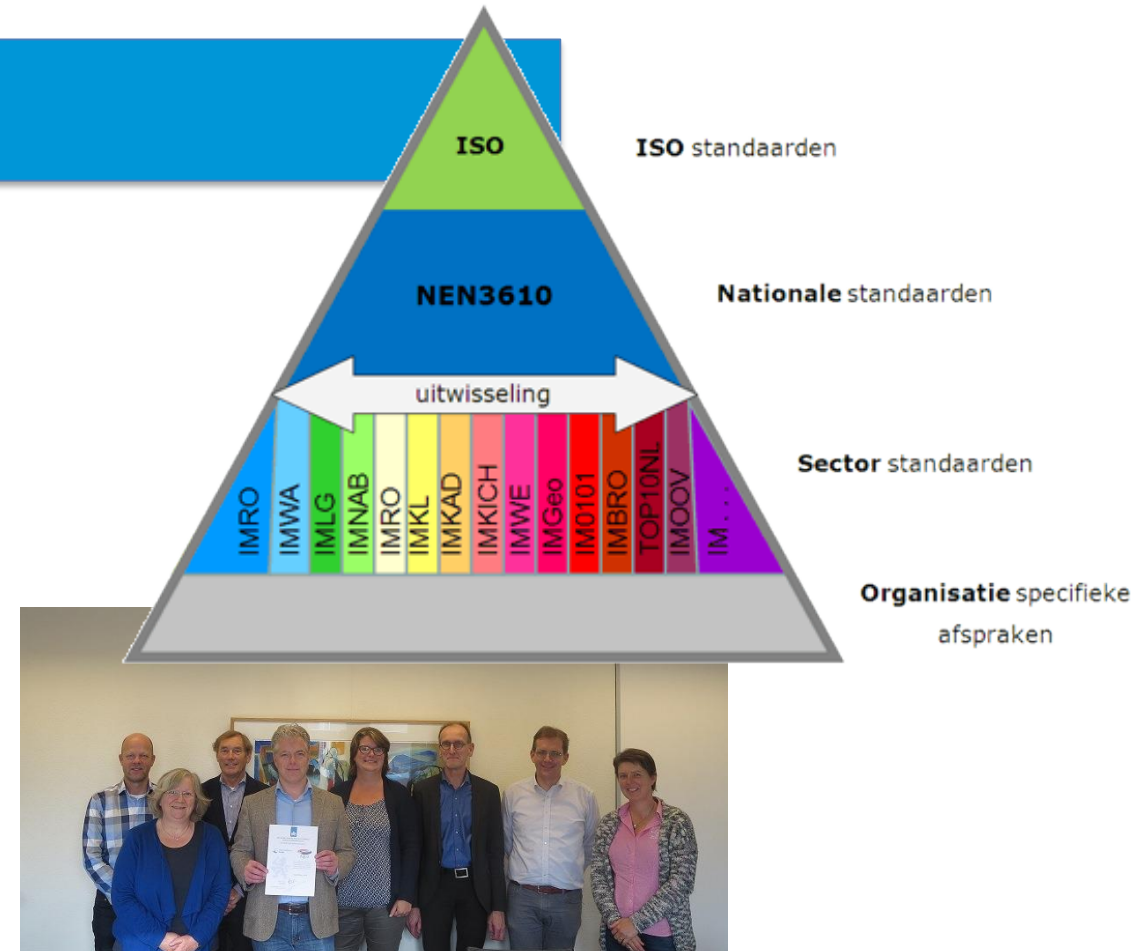 ISO
ISO standaarden
NEN3610
Nationale standaarden
uitwisseling
IMRO
IMWA
IMLG
IMNAB
IMRO
IMKL
IMKAD
IMKICH
IMWE
IMGeo
IM0101
IMBRO
TOP10NL
IMOOV
IM...
Sector standaarden
Organisatie specifieke
afspraken